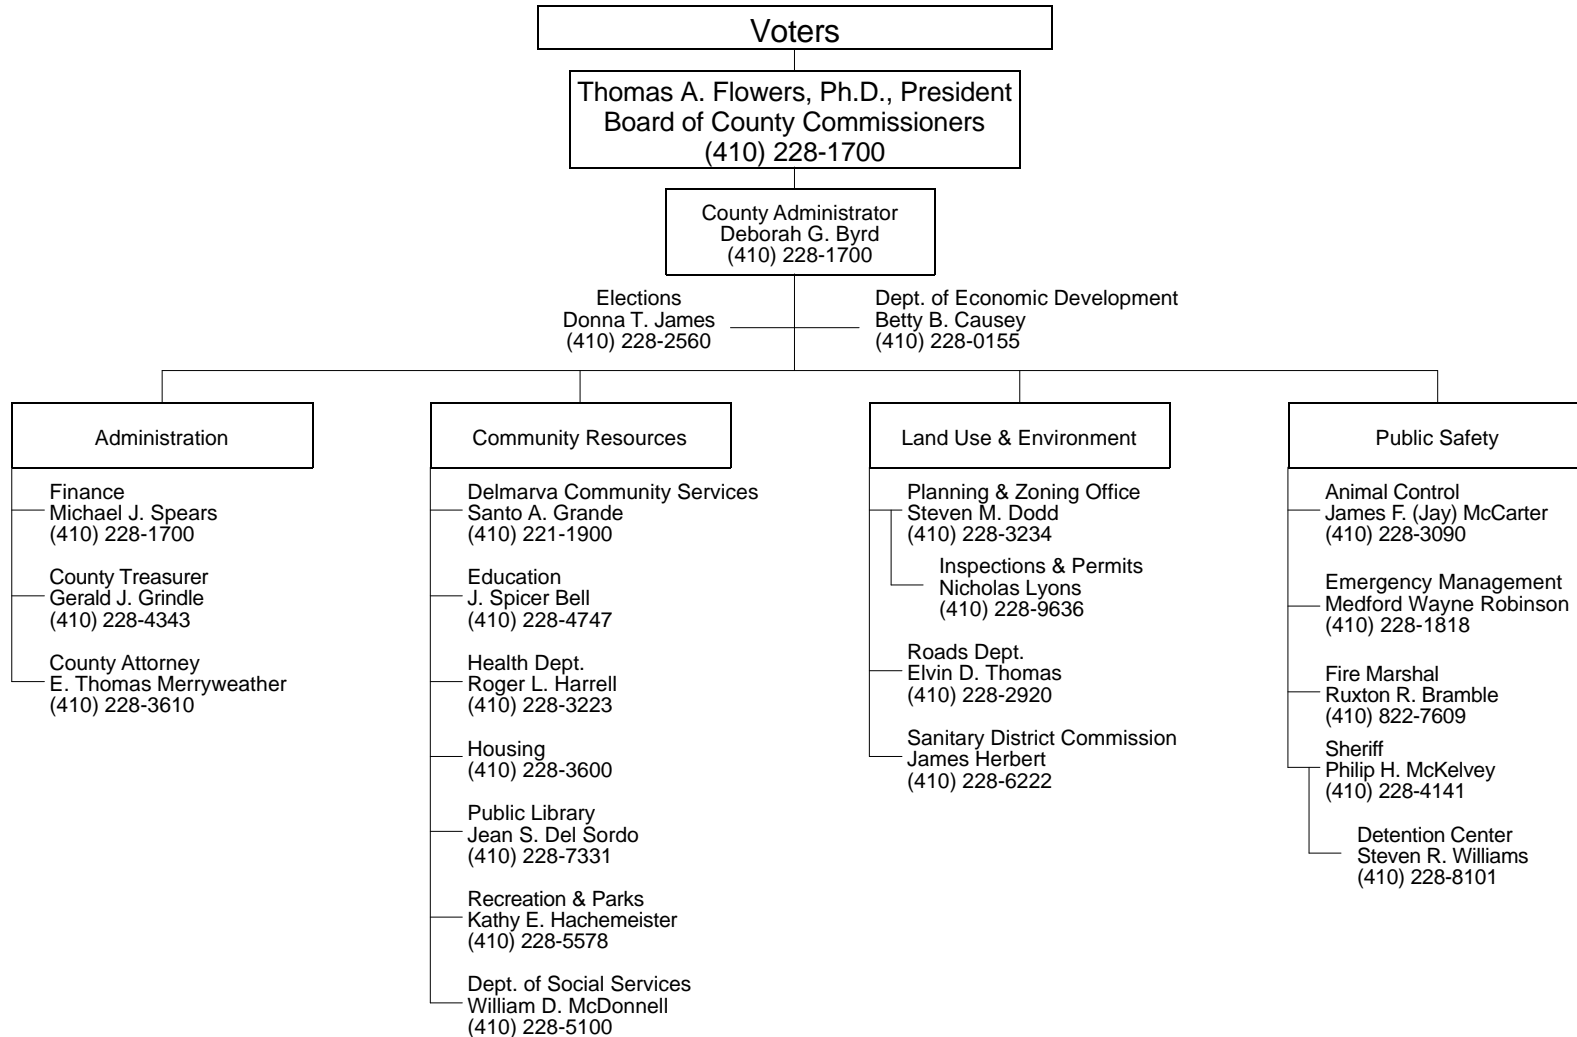 Voters
Thomas A. Flowers, Ph.D., President
Board of County Commissioners
(410) 228-1700
County Administrator
Deborah G. Byrd
(410) 228-1700
Elections
Donna T. James
(410) 228-2560
Dept. of Economic Development
Betty B. Causey
(410) 228-0155
Administration
Finance
Michael J. Spears
(410) 228-1700
County Treasurer
Gerald J. Grindle
(410) 228-4343
County Attorney
E. Thomas Merryweather
(410) 228-3610
Community Resources
Delmarva Community Services
Santo A. Grande
(410) 221-1900
Education
J. Spicer Bell
(410) 228-4747
Health Dept.
Roger L. Harrell
(410) 228-3223
Housing
(410) 228-3600
Public Library
Jean S. Del Sordo
(410) 228-7331
Recreation & Parks
Kathy E. Hachemeister
(410) 228-5578
Dept. of Social Services
William D. McDonnell
(410) 228-5100
Land Use & Environment
Planning & Zoning Office
Steven M. Dodd
(410) 228-3234
Inspections & Permits
Nicholas Lyons
(410) 228-9636
Roads Dept.
Elvin D. Thomas
(410) 228-2920
Sanitary District Commission
James Herbert
(410) 228-6222
Public Safety
Animal Control
James F. (Jay) McCarter
(410) 228-3090
Emergency Management
Medford Wayne Robinson
(410) 228-1818
Fire Marshal
Ruxton R. Bramble
(410) 822-7609
Sheriff
Philip H. McKelvey
(410) 228-4141
Detention Center
Steven R. Williams
(410) 228-8101